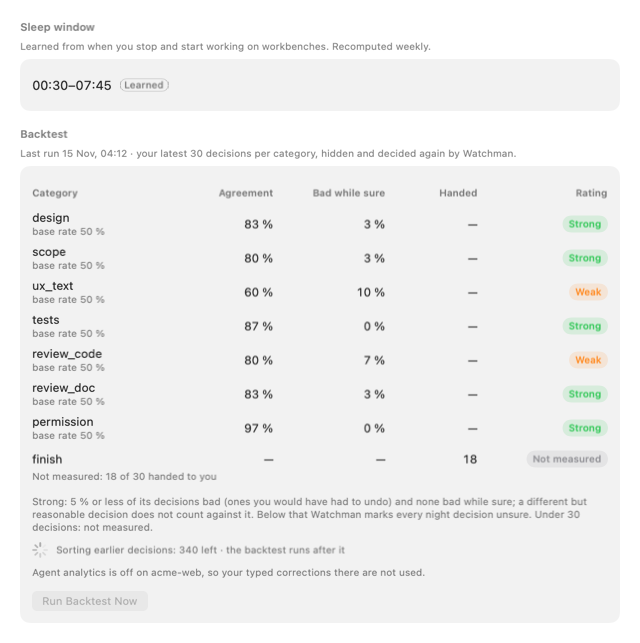 Sleep window
Learned from when you stop and start working on workbenches. Recomputed weekly.
00:30–07:45 Learned
Backtest
Last run 15 Nov, 04:12 · your latest 30 decisions per category, hidden and decided again by Watchman.
Category Agreement Bad while sure Handed Rating
design 83 % 3 % — Strong
base rate 50 %
scope 80 % 3 % — Strong
base rate 50 %
ux_text 60 % 10 % — Weak
base rate 50 %
tests 87 % 0 % — Strong
base rate 50 %
review_code 80 % 7 % — Weak
base rate 50 %
review_doc 83 % 3 % — Strong
base rate 50 %
permission 97 % 0 % — Strong
base rate 50 %
finish — — 18 Not measured
Not measured: 18 of 30 handed to you
Strong: 5 % or less of its decisions bad (ones you would have had to undo) and none bad while sure; a different but
reasonable decision does not count against it. Below that Watchman marks every night decision unsure. Under 30
decisions: not measured.
Sorting earlier decisions: 340 left · the backtest runs after it
Agent analytics is off on acme-web, so your typed corrections there are not used.
Run Backtest Now